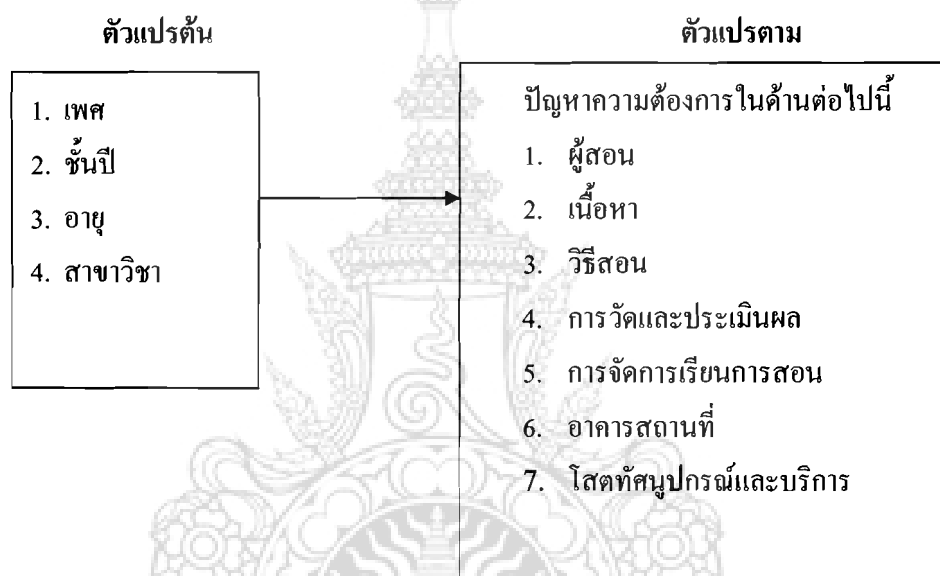 ตัวแปรต้น
1. เพศ
2. ชั้นปี
3. อายุ
4. สาขาวิชา
ตัวแปรตาม
ปัญหาความต้องการในด้านต่อไปนี้
1. ผู้สอน
2. เนื้อหา
3. วิธีสอน
4. การวัดและประเมินผล
5. การจัดการเรียนการสอน
6. อาคารสถานที่
7. โสตทัศนูปกรณ์และบริการ